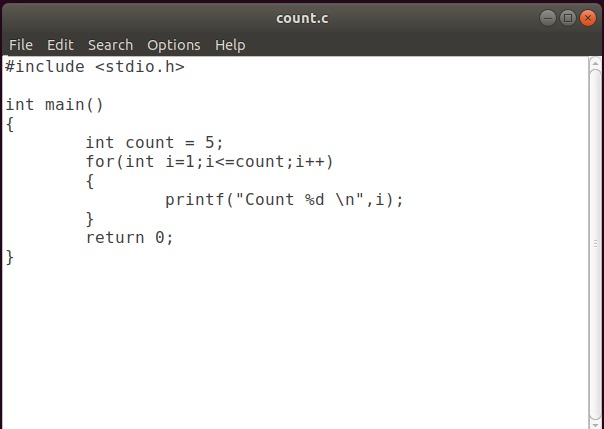 count.c
File Edit Search Options Help
#include <stdio.h>
int main()
{
        int count = 5;
        for(int i=1;i<=count;i++)
        {
                printf("Count %d \n",i);
        }
        return 0;
}